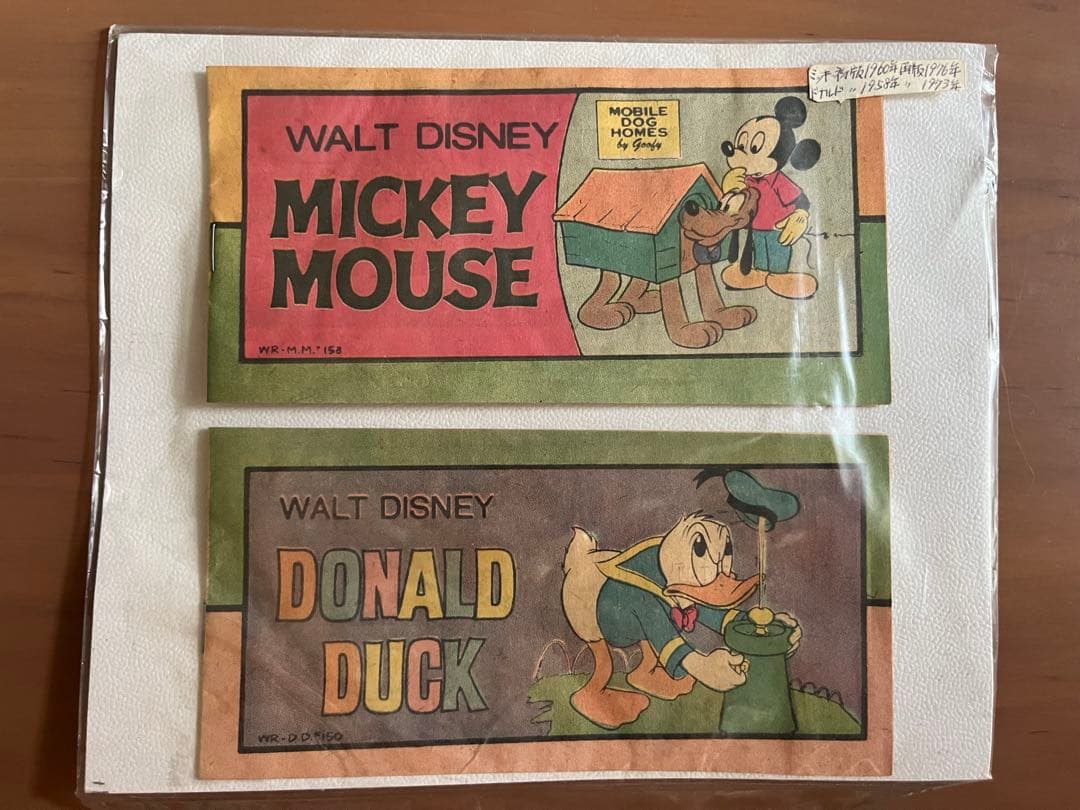 ミッキー初版1960年再版1976年
ドナルド 〃 1958年 〃 1973年
WALT DISNEY
MICKEY
MOUSE
MOBILE
DOG
HOMES
by Goofy
WR-M.M.#158
WALT DISNEY
DONALD
DUCK
WR-D.D.#150